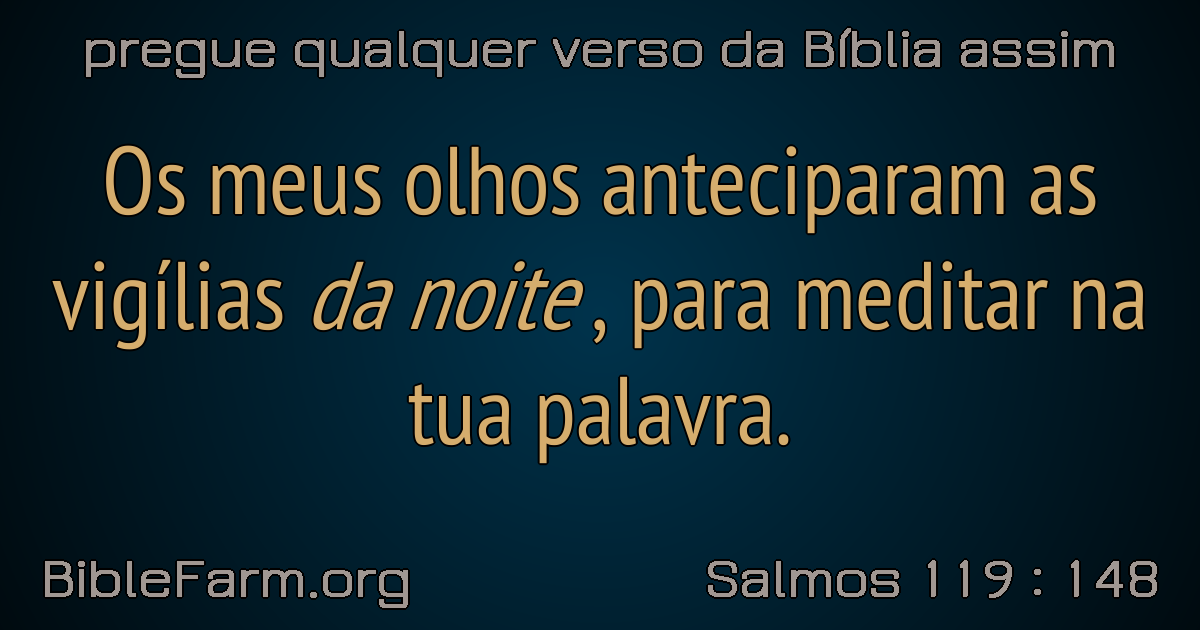 pregue qualquer verso da Bíblia assim
Os meus olhos anteciparam as
vigílias da noite , para meditar na
tua palavra.
BibleFarm.org
Salmos 119 : 148